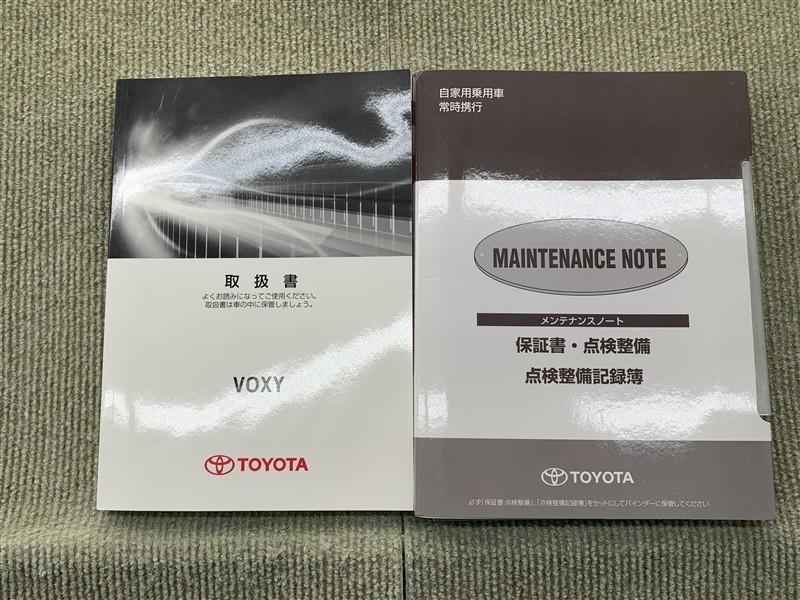 取扱書
よくお読みになってご使用ください。
取扱書は車の中に保管しましょう。
VOXY
TOYOTA
自家用乗用車
常時携行
MAINTENANCE NOTE
メンテナンスノート
保証書・点検整備
点検整備記録簿
TOYOTA
必ず「保証書・点検整備」、「点検整備記録簿」をセットにしてバインダーに保管してください